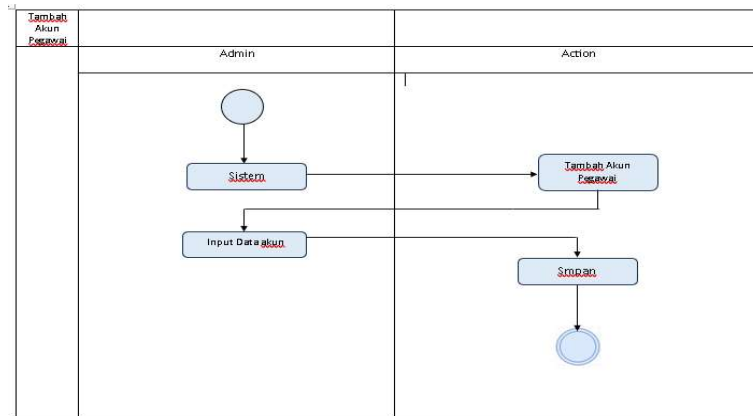 Tambah
Akun
Pegawai
Admin
Action
Sistem
Tambah Akun
Pegawai
Input Data akun
Smpan